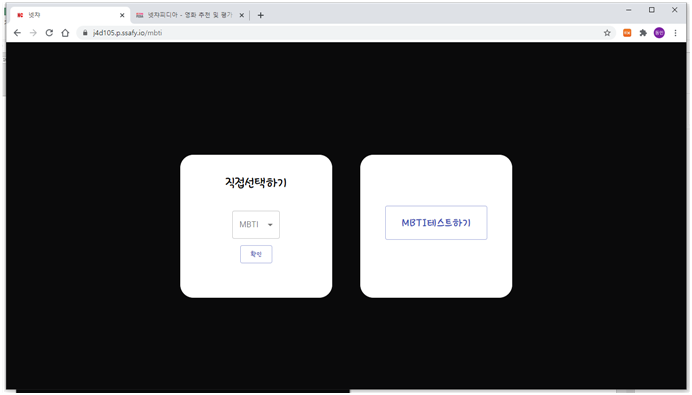 넷챠
넷챠피디아 - 영화 추천 및 평가
j4d105.p.ssafy.io/mbti
직접선택하기
MBTI
확인
MBTI테스트하기